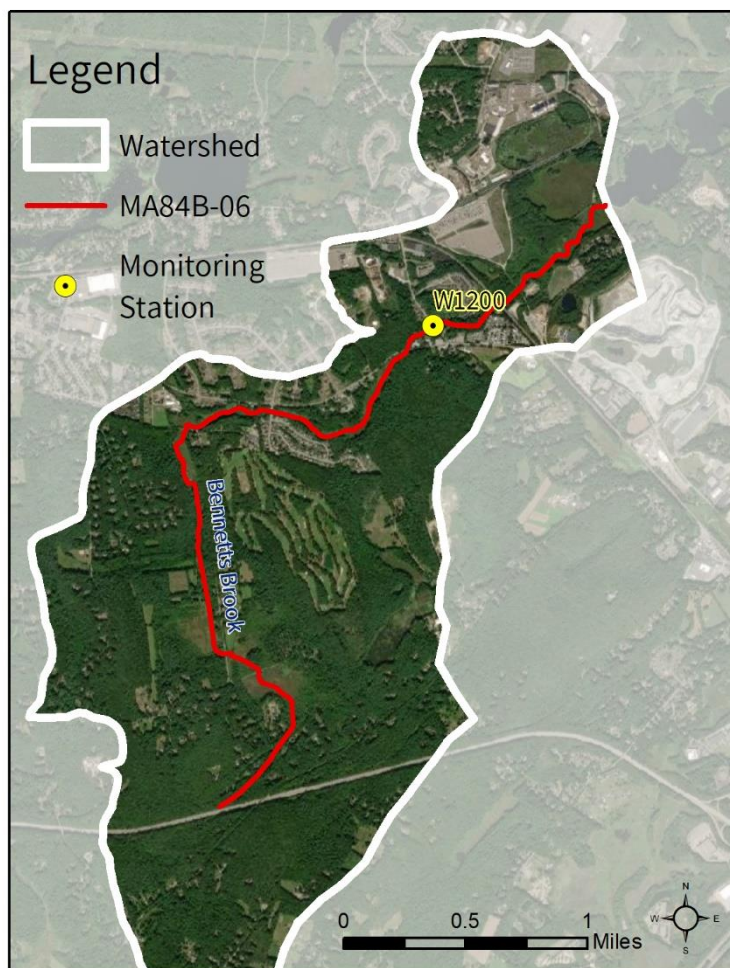 Legend
Watershed
MA84B-06
Monitoring
Station
W1200
Bennetts Brook
N
W E
S
0 0.5 1
Miles